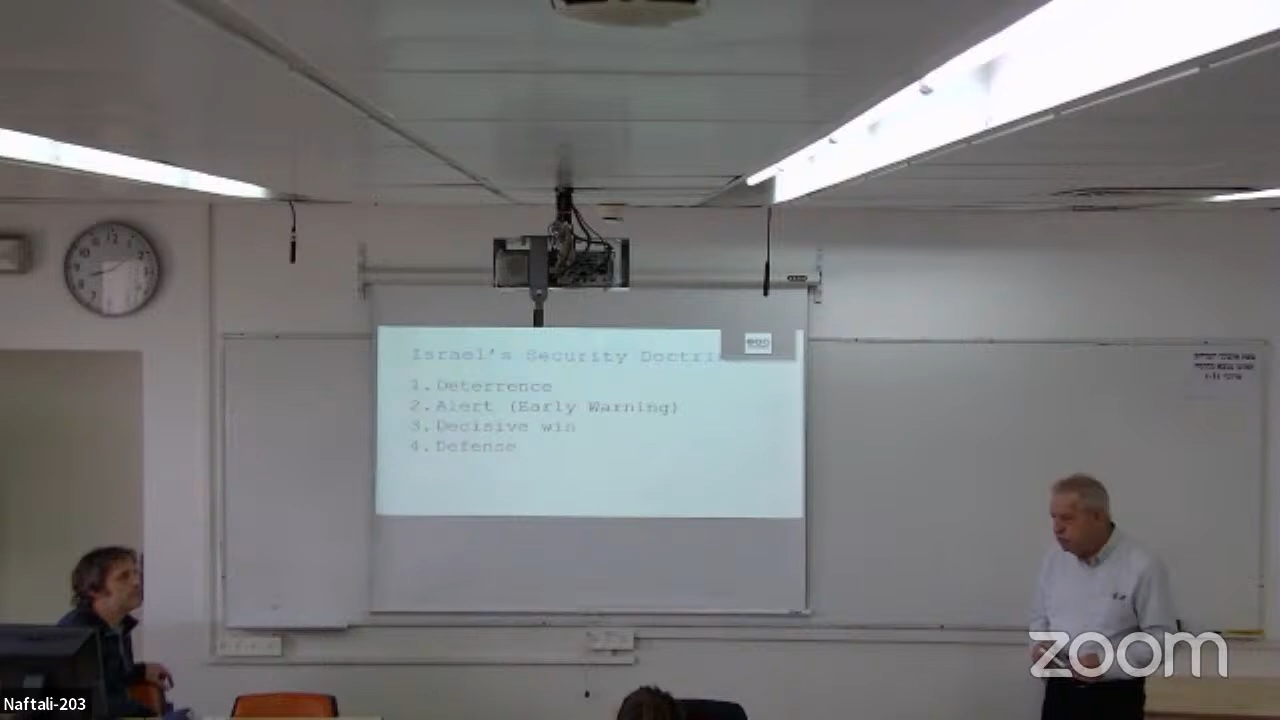 Israel's Security Doctri
1. Deterrence
2. Alert (Early Warning)
3. Decisive win
4. Defense
zoom
Naftali-203